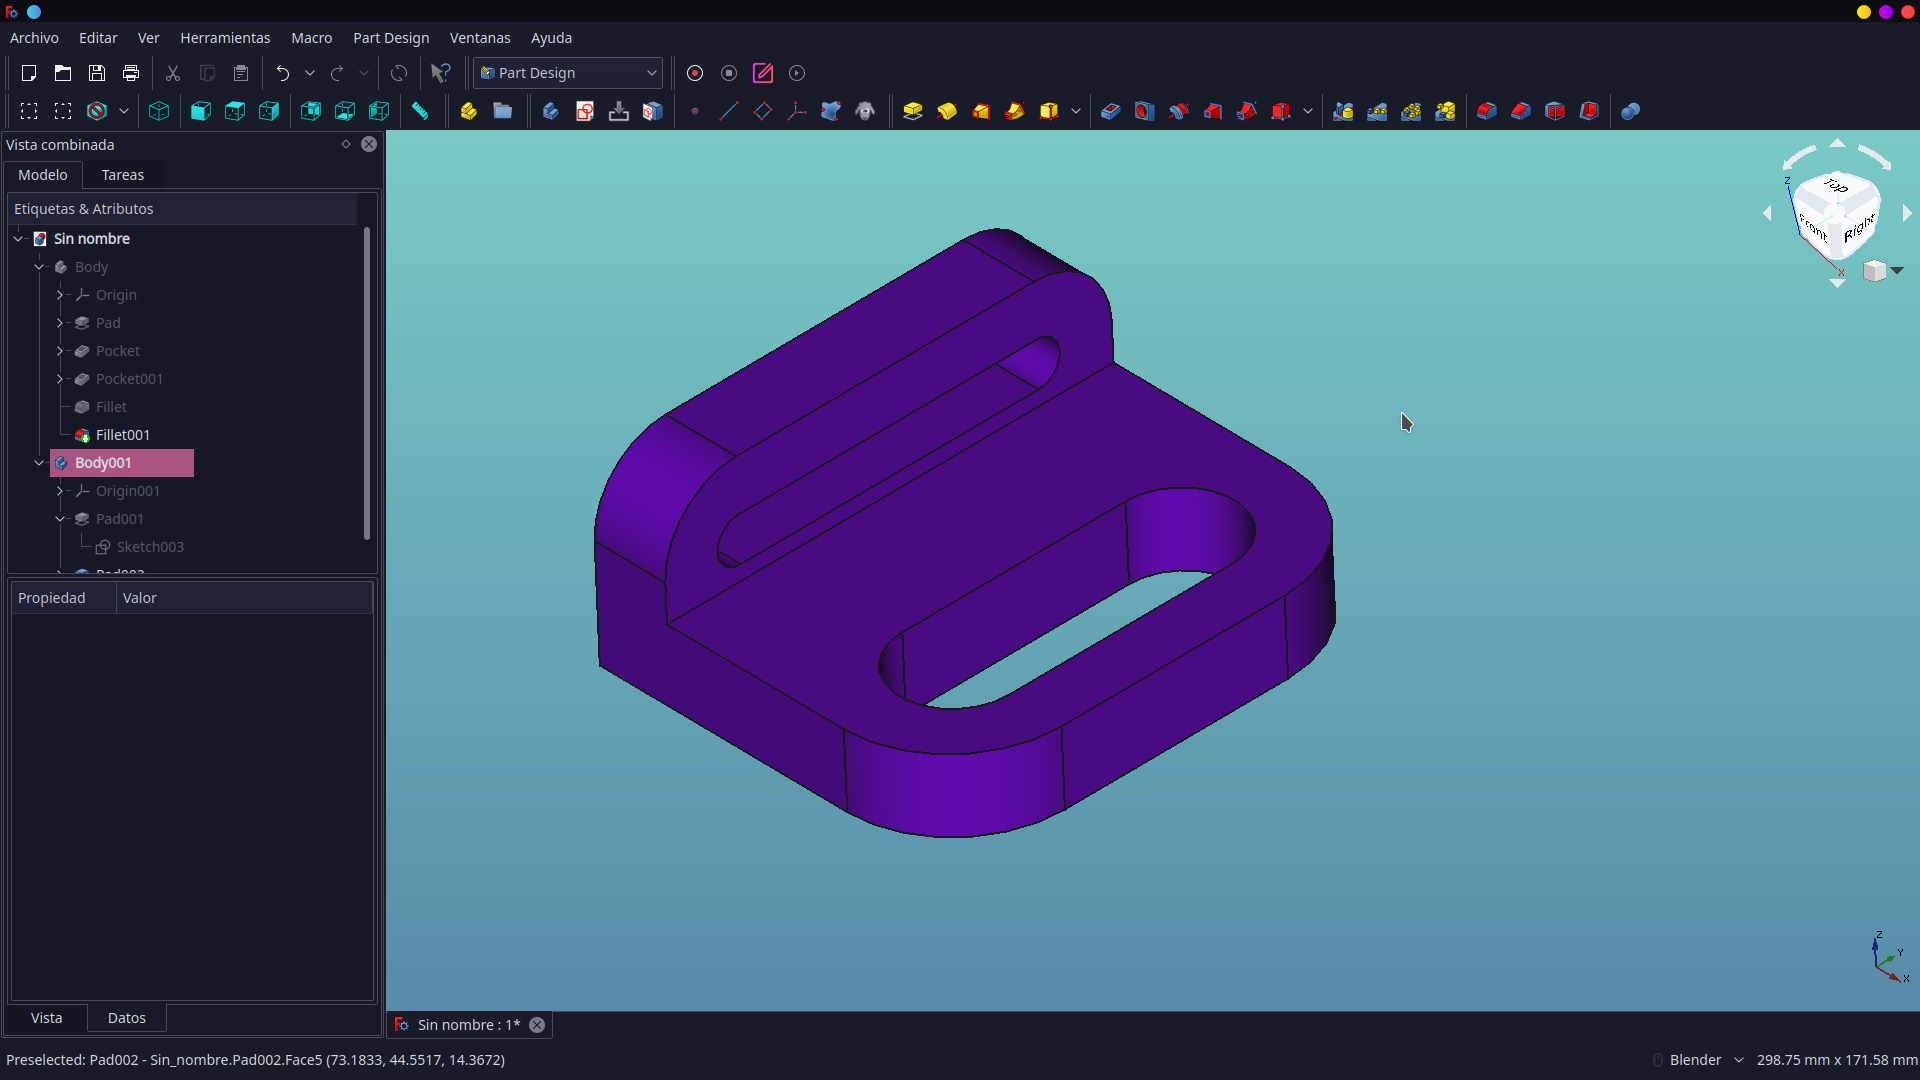 Archivo Editar Ver Herramientas Macro Part Design Ventanas Ayuda
Part Design
Vista combinada
Modelo Tareas
Etiquetas & Atributos
Sin nombre
Body
Origin
Pad
Pocket
Pocket001
Fillet
Fillet001
Body001
Origin001
Pad001
Sketch003
Pad002
Propiedad Valor
Vista Datos
Top
Front
Right
Z
X
Z
Y
X
Sin nombre : 1*
Preselected: Pad002 - Sin_nombre.Pad002.Face5 (73.1833, 44.5517, 14.3672)
Blender 298.75 mm x 171.58 mm